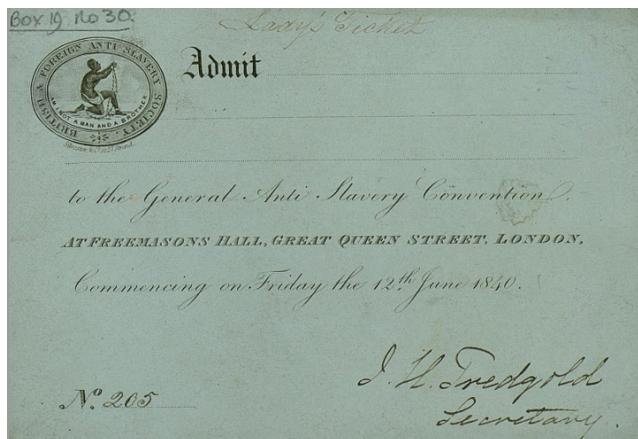 Box 19 No 30.
Lady's Ticket
BRITISH & FOREIGN ANTI-SLAVERY SOCIETY.
AM I NOT A MAN AND A BROTHER
Admit
to the General Anti Slavery Convention.
AT FREEMASONS HALL, GREAT QUEEN STREET, LONDON,
Commencing on Friday the 12th June 1840.
J. H. Tredgold
Secretary.
No. 205